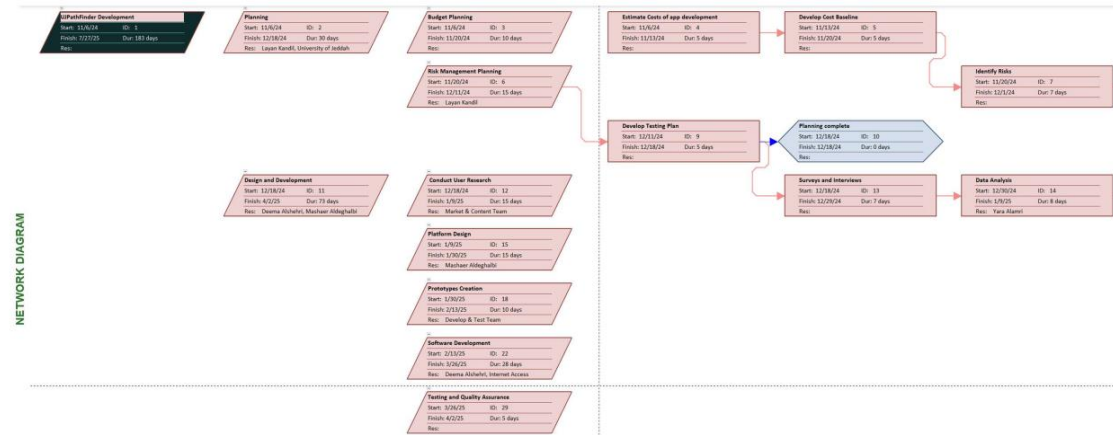 UIPathFinder Development
Start: 11/6/24 ID: 1
Finish: 7/27/25 Dur: 183 days
Res:
Planning
Start: 11/6/24 ID: 2
Finish: 12/18/24 Dur: 30 days
Res: Layan Kandil, University of Jeddah
Budget Planning
Start: 11/6/24 ID: 3
Finish: 11/20/24 Dur: 10 days
Res:
Estimate Costs of app development
Start: 11/6/24 ID: 4
Finish: 11/13/24 Dur: 5 days
Res:
Develop Cost Baseline
Start: 11/13/24 ID: 5
Finish: 11/20/24 Dur: 5 days
Res:
Risk Management Planning
Start: 11/20/24 ID: 6
Finish: 12/11/24 Dur: 15 days
Res: Layan Kandil
Identify Risks
Start: 11/20/24 ID: 7
Finish: 12/1/24 Dur: 7 days
Res:
Develop Testing Plan
Start: 12/11/24 ID: 9
Finish: 12/18/24 Dur: 5 days
Res:
Planning complete
Start: 12/18/24 ID: 10
Finish: 12/18/24 Dur: 0 days
Res:
Design and Development
Start: 12/18/24 ID: 11
Finish: 4/2/25 Dur: 73 days
Res: Deema Alshehri, Mashaer Aldeghalbi
Conduct User Research
Start: 12/18/24 ID: 12
Finish: 1/9/25 Dur: 15 days
Res: Market & Content Team
Surveys and Interviews
Start: 12/18/24 ID: 13
Finish: 12/29/24 Dur: 7 days
Res:
Data Analysis
Start: 12/30/24 ID: 14
Finish: 1/9/25 Dur: 8 days
Res: Yara Alamri
Platform Design
Start: 1/9/25 ID: 15
Finish: 1/30/25 Dur: 15 days
Res: Mashaer Aldeghalbi
Prototypes Creation
Start: 1/30/25 ID: 18
Finish: 2/13/25 Dur: 10 days
Res: Develop & Test Team
Software Development
Start: 2/13/25 ID: 22
Finish: 3/26/25 Dur: 28 days
Res: Deema Alshehri, Internet Access
Testing and Quality Assurance
Start: 3/26/25 ID: 29
Finish: 4/2/25 Dur: 5 days
Res:
NETWORK DIAGRAM